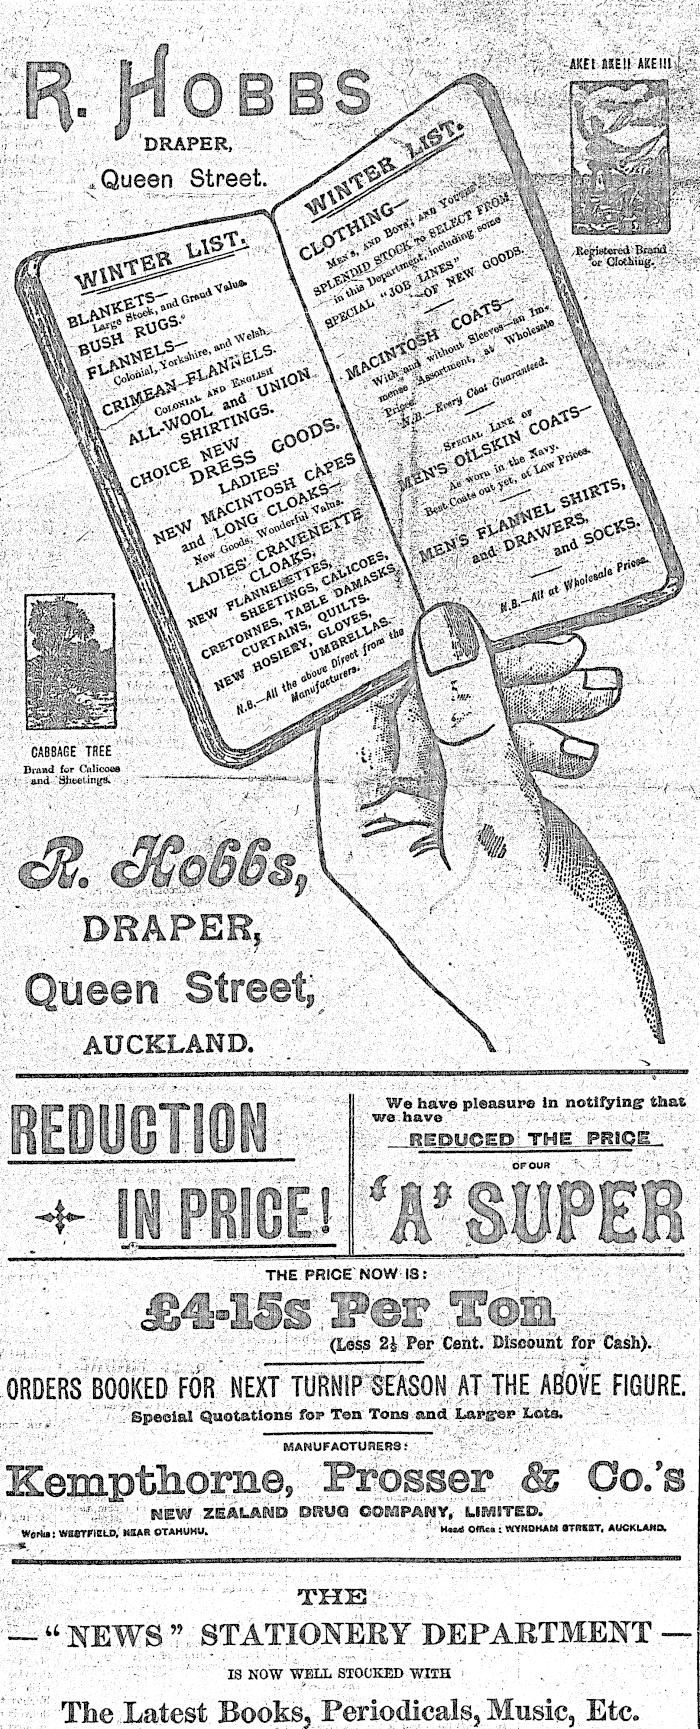 R. HOBBS
DRAPER,
Queen Street.
AKE! AKE!! AKE!!!
Registered Brand
or Clothing.
WINTER LIST.
BLANKETS—
Large Stock, and Grand Value.
BUSH RUGS.
FLANNELS—
Colonial, Yorkshire, and Welsh.
CRIMEAN FLANNELS.
COLONIAL AND ENGLISH
ALL-WOOL and UNION
SHIRTINGS.
CHOICE NEW
DRESS GOODS.
LADIES'
NEW MACINTOSH CAPES
and LONG CLOAKS—
New Goods, Wonderful Value.
LADIES' CRAVENETTE
CLOAKS,
NEW FLANNELETTES,
SHEETINGS, CALICOES,
CRETONNES, TABLE DAMASKS,
CURTAINS, QUILTS.
NEW HOSIERY, GLOVES,
UMBRELLAS.
N.B.—All the above Direct from the
Manufacturers.
WINTER LIST.
CLOTHING—
MEN'S, AND BOYS', AND YOUTHS'.
SPLENDID STOCK TO SELECT FROM
in this Department, including some
SPECIAL "JOB LINES"
OF NEW GOODS.
MACINTOSH COATS—
With and without Sleeves—an Im-
mense Assortment, at Wholesale
Prices.
N.B.—Every Coat Guaranteed.
SPECIAL LINE OF
MEN'S OILSKIN COATS—
As worn in the Navy.
Best Coats out yet, at Low Prices.
MEN'S FLANNEL SHIRTS,
and DRAWERS,
and SOCKS.
N.B.—All at Wholesale Prices.
CABBAGE TREE
Brand for Calicoes
and Sheetings.
R. Hobbs,
DRAPER,
Queen Street,
AUCKLAND.
REDUCTION
IN PRICE!
We have pleasure in notifying that
we have
REDUCED THE PRICE
OF OUR
'A' SUPER
THE PRICE NOW IS:
£4-15s Per Ton
(Less 2½ Per Cent. Discount for Cash).
ORDERS BOOKED FOR NEXT TURNIP SEASON AT THE ABOVE FIGURE.
Special Quotations for Ten Tons and Larger Lots.
MANUFACTURERS:
Kempthorne, Prosser & Co.'s
NEW ZEALAND DRUG COMPANY, LIMITED.
Works: WESTFIELD, NEAR OTAHUHU.
Head Office: WYNDHAM STREET, AUCKLAND.
THE
—"NEWS" STATIONERY DEPARTMENT—
IS NOW WELL STOCKED WITH
The Latest Books, Periodicals, Music, Etc.